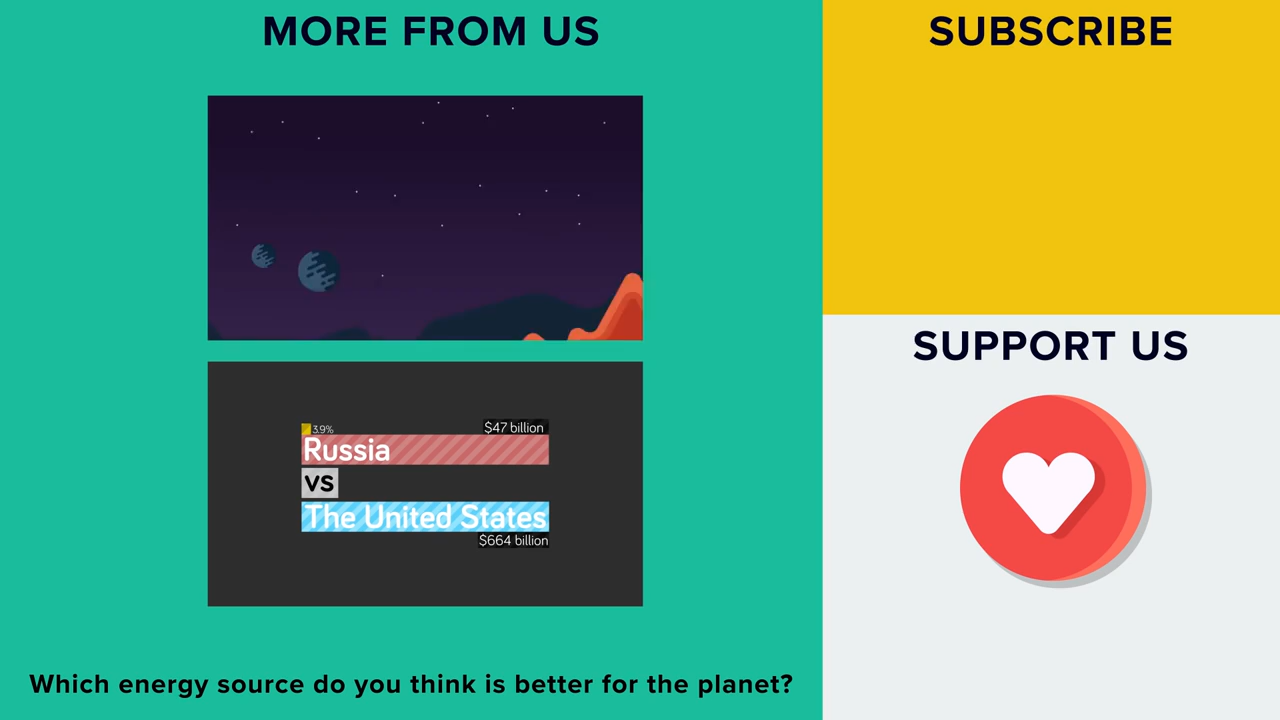 MORE FROM US
SUBSCRIBE
3.9%
$47 billion
Russia
VS
The United States
$664 billion
SUPPORT US
Which energy source do you think is better for the planet?